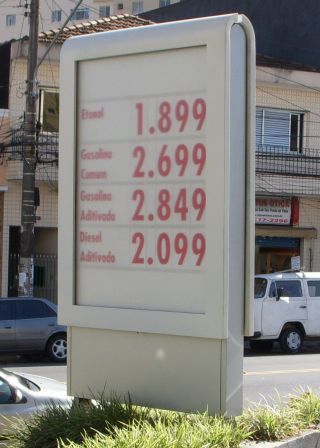 Etanol 1.899
Gasolina
Comum 2.699
Gasolina
Aditivada 2.849
Diesel
Aditivado 2.099